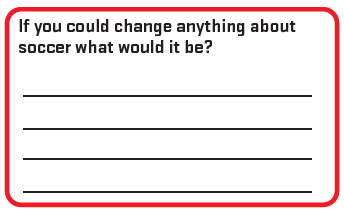 If you could change anything about
soccer what would it be?